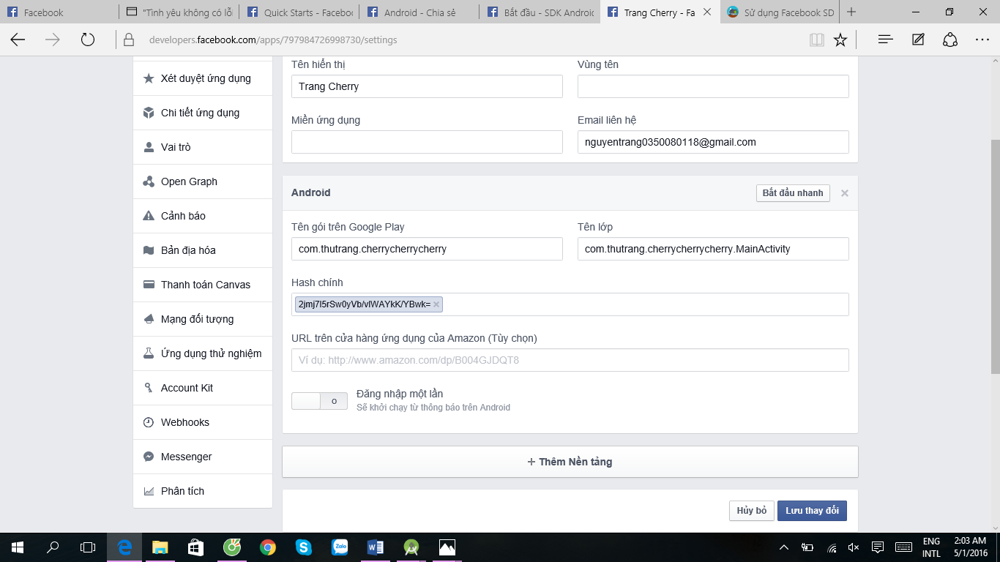 Facebook
"Tình yêu không có lỗi
Quick Starts - Faceboo
Android - Chia sẻ
Bắt đầu - SDK Android
Trang Cherry - Fa
Sử dụng Facebook SD
developers.facebook.com/apps/797984726998730/settings
Xét duyệt ứng dụng
Chi tiết ứng dụng
Vai trò
Open Graph
Cảnh báo
Bản địa hóa
Thanh toán Canvas
Mạng đối tượng
Ứng dụng thử nghiệm
Account Kit
Webhooks
Messenger
Phân tích
Tên hiển thị
Vùng tên
Trang Cherry
Miền ứng dụng
Email liên hệ
nguyentrang0350080118@gmail.com
Android
Bắt đầu nhanh
Tên gói trên Google Play
Tên lớp
com.thutrang.cherrycherrycherry
com.thutrang.cherrycherrycherry.MainActivity
Hash chính
2jmj7l5rSw0yVb/vlWAYkK/YBwk=
URL trên cửa hàng ứng dụng của Amazon (Tùy chọn)
Ví dụ: http://www.amazon.com/dp/B004GJDQT8
O
Đăng nhập một lần
Sẽ khởi chạy từ thông báo trên Android
+ Thêm Nền tảng
Hủy bỏ
Lưu thay đổi
Zalo
ENG
INTL
2:03 AM
5/1/2016